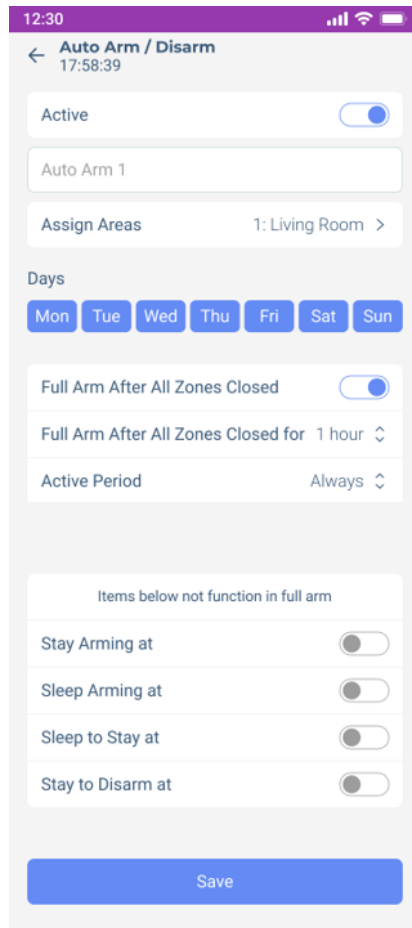 12:30
Auto Arm / Disarm
17:58:39
Active
Auto Arm 1
Assign Areas 1: Living Room >
Days
Mon Tue Wed Thu Fri Sat Sun
Full Arm After All Zones Closed
Full Arm After All Zones Closed for 1 hour
Active Period Always
Items below not function in full arm
Stay Arming at
Sleep Arming at
Sleep to Stay at
Stay to Disarm at
Save